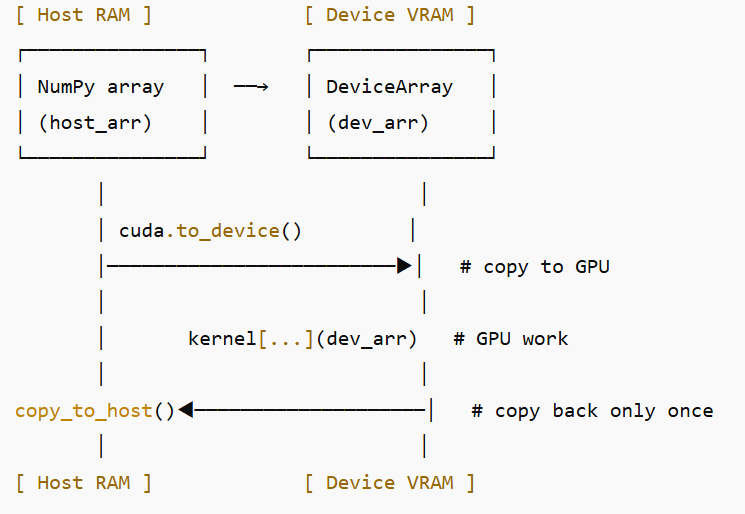 [ Host RAM ] [ Device VRAM ]
NumPy array ──→ DeviceArray
(host_arr) (dev_arr)
cuda.to_device()
# copy to GPU
kernel[...](dev_arr) # GPU work
copy_to_host() # copy back only once
[ Host RAM ] [ Device VRAM ]